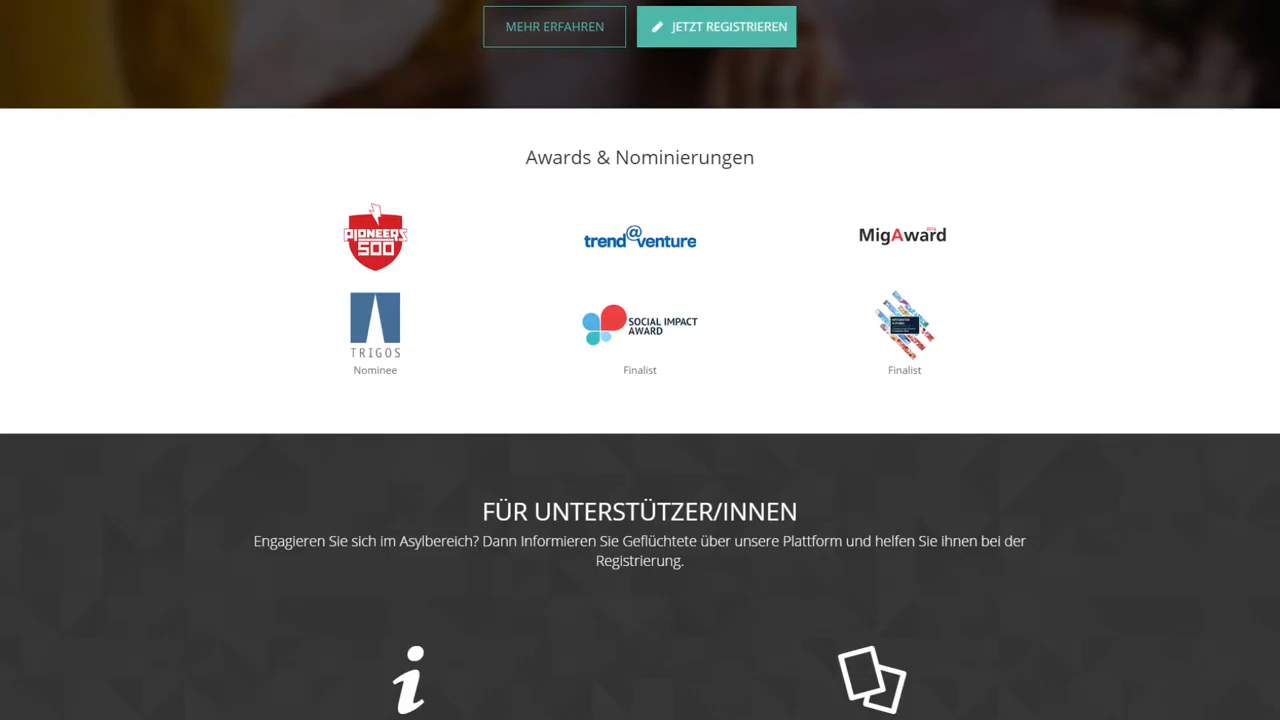 MEHR ERFAHREN
JETZT REGISTRIEREN
Awards & Nominierungen
PIONEERS
500
trend@venture
MigAward
TRIGOS
SOCIAL IMPACT
AWARD
Nominee
Finalist
Finalist
FÜR UNTERSTÜTZER/INNEN
Engagieren Sie sich im Asylbereich? Dann Informieren Sie Geflüchtete über unsere Plattform und helfen Sie ihnen bei der
Registrierung.